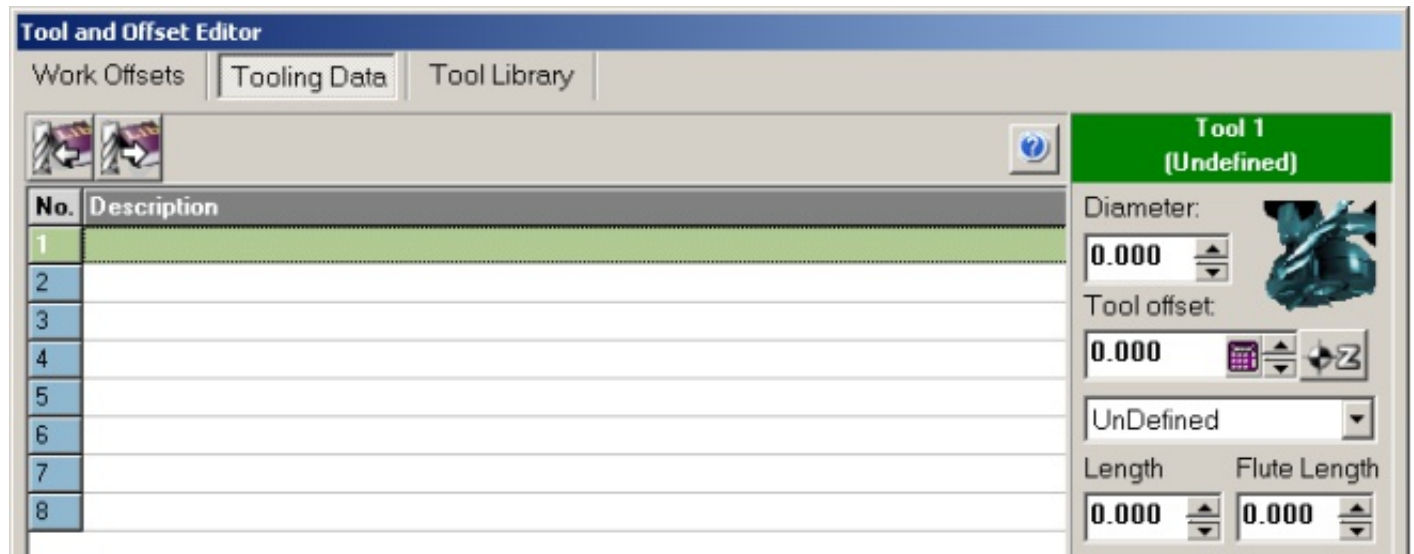 Tool and Offset Editor
Work Offsets Tooling Data Tool Library
Tool 1
(Undefined)
No. Description
1
2
3
4
5
6
7
8
Diameter:
0.000
Tool offset:
0.000 Z
UnDefined
Length Flute Length
0.000 0.000